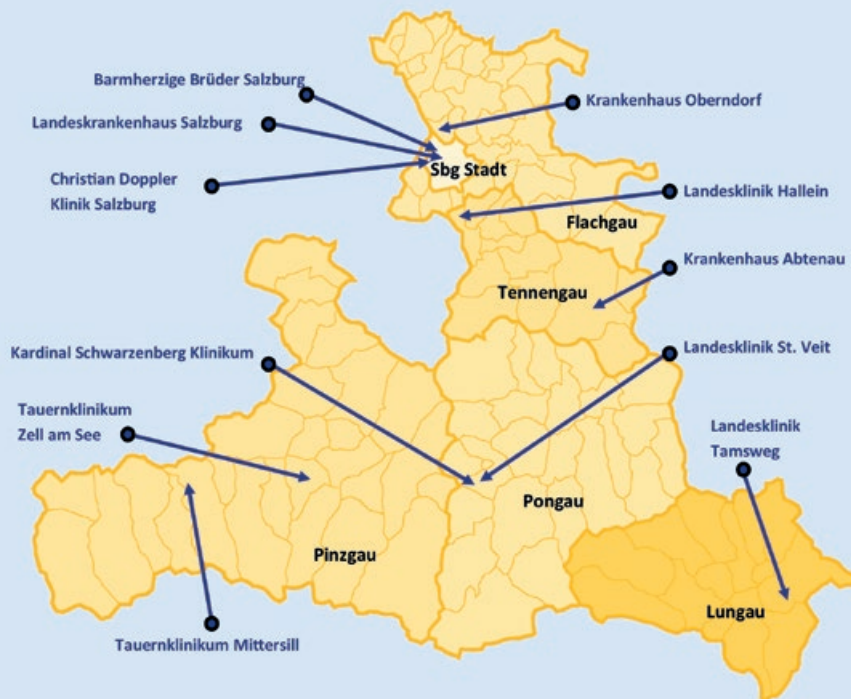 Barmherzige Brüder Salzburg
Krankenhaus Oberndorf
Landeskrankenhaus Salzburg
Sbg Stadt
Christian Doppler
Klinik Salzburg
Landesklinik Hallein
Flachgau
Krankenhaus Abtenau
Tennengau
Kardinal Schwarzenberg Klinikum
Landesklinik St. Veit
Tauernklinikum
Zell am See
Landesklinik
Tamsweg
Pongau
Pinzgau
Lungau
Tauernklinikum Mittersill